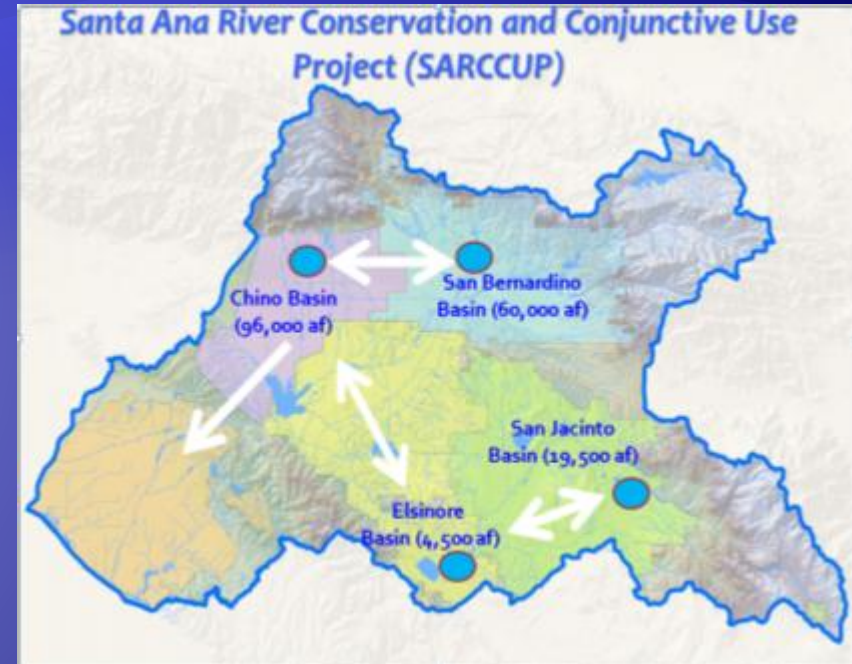 Santa Ana River Conservation and Conjunctive Use
Project (SARCCUP)
Chino Basin
(96,000 af)
San Bernardino
Basin (60,000 af)
San Jacinto
Basin (19,500 af)
Elsinore
Basin (4,500 af)